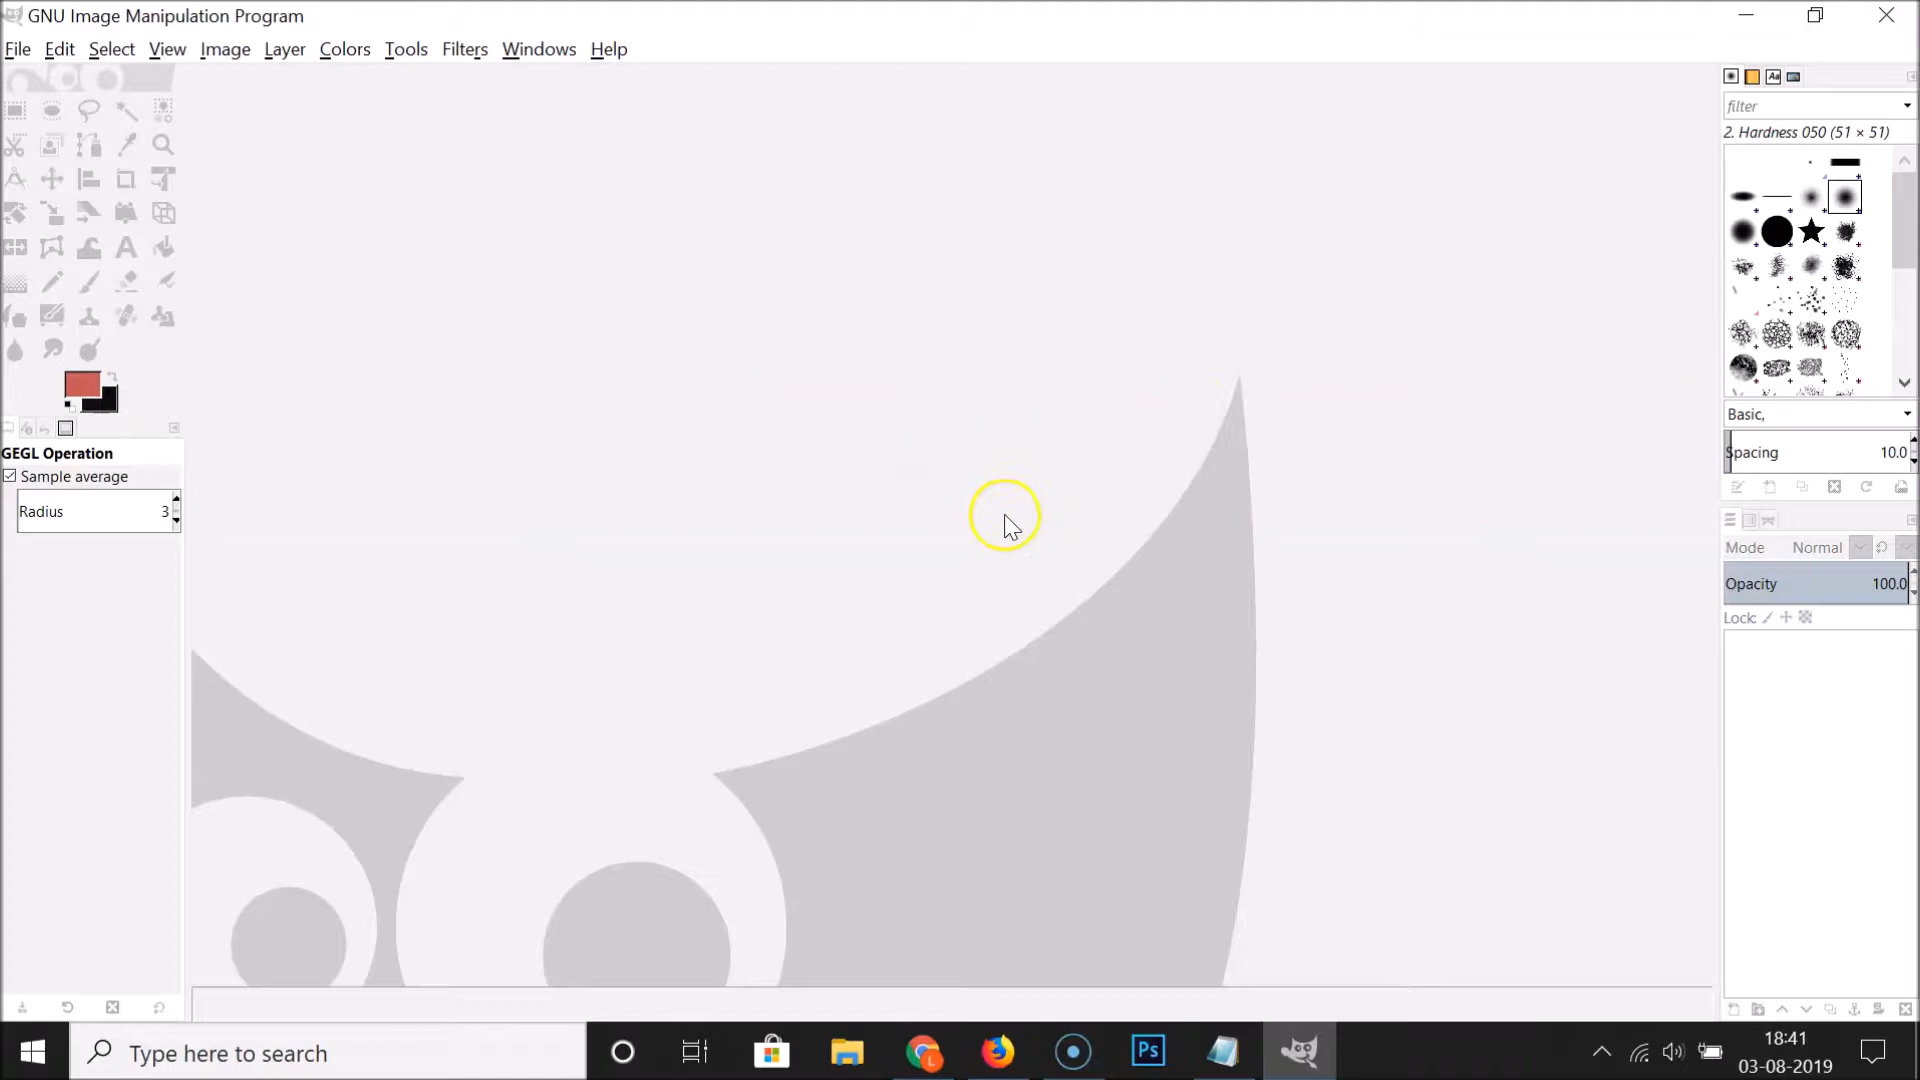 GNU Image Manipulation Program
File Edit Select View Image Layer Colors Tools Filters Windows Help
filter
2. Hardness 050 (51 × 51)
Basic,
Spacing 10.0
GEGL Operation
Sample average
Radius 3
Mode Normal
Opacity 100.0
Lock:
Type here to search
Ps
18:41
03-08-2019